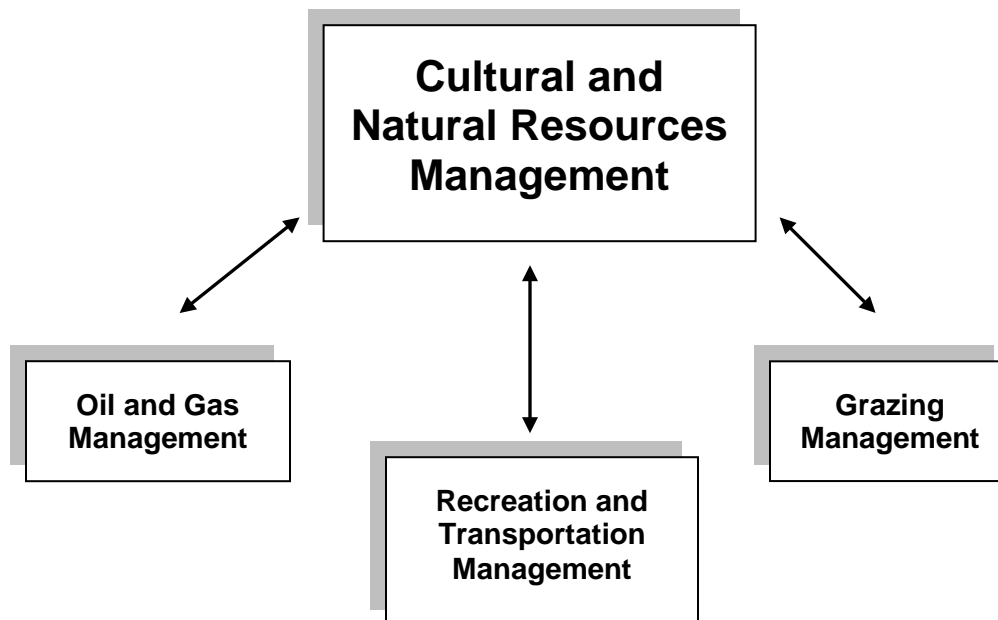 Cultural and
Natural Resources
Management
Oil and Gas
Management
Grazing
Management
Recreation and
Transportation
Management